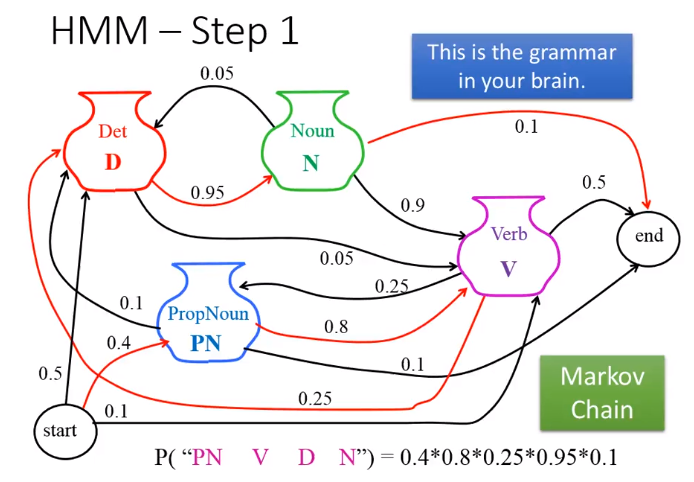 HMM – Step 1
This is the grammar
in your brain.
0.05
Det
D
Noun
N
0.1
0.95
0.9
0.5
Verb
V
end
0.05
0.25
PropNoun
PN
0.1
0.8
0.4
0.1
0.5
0.25
0.1
start
Markov
Chain
P( “PN V D N”) = 0.4*0.8*0.25*0.95*0.1